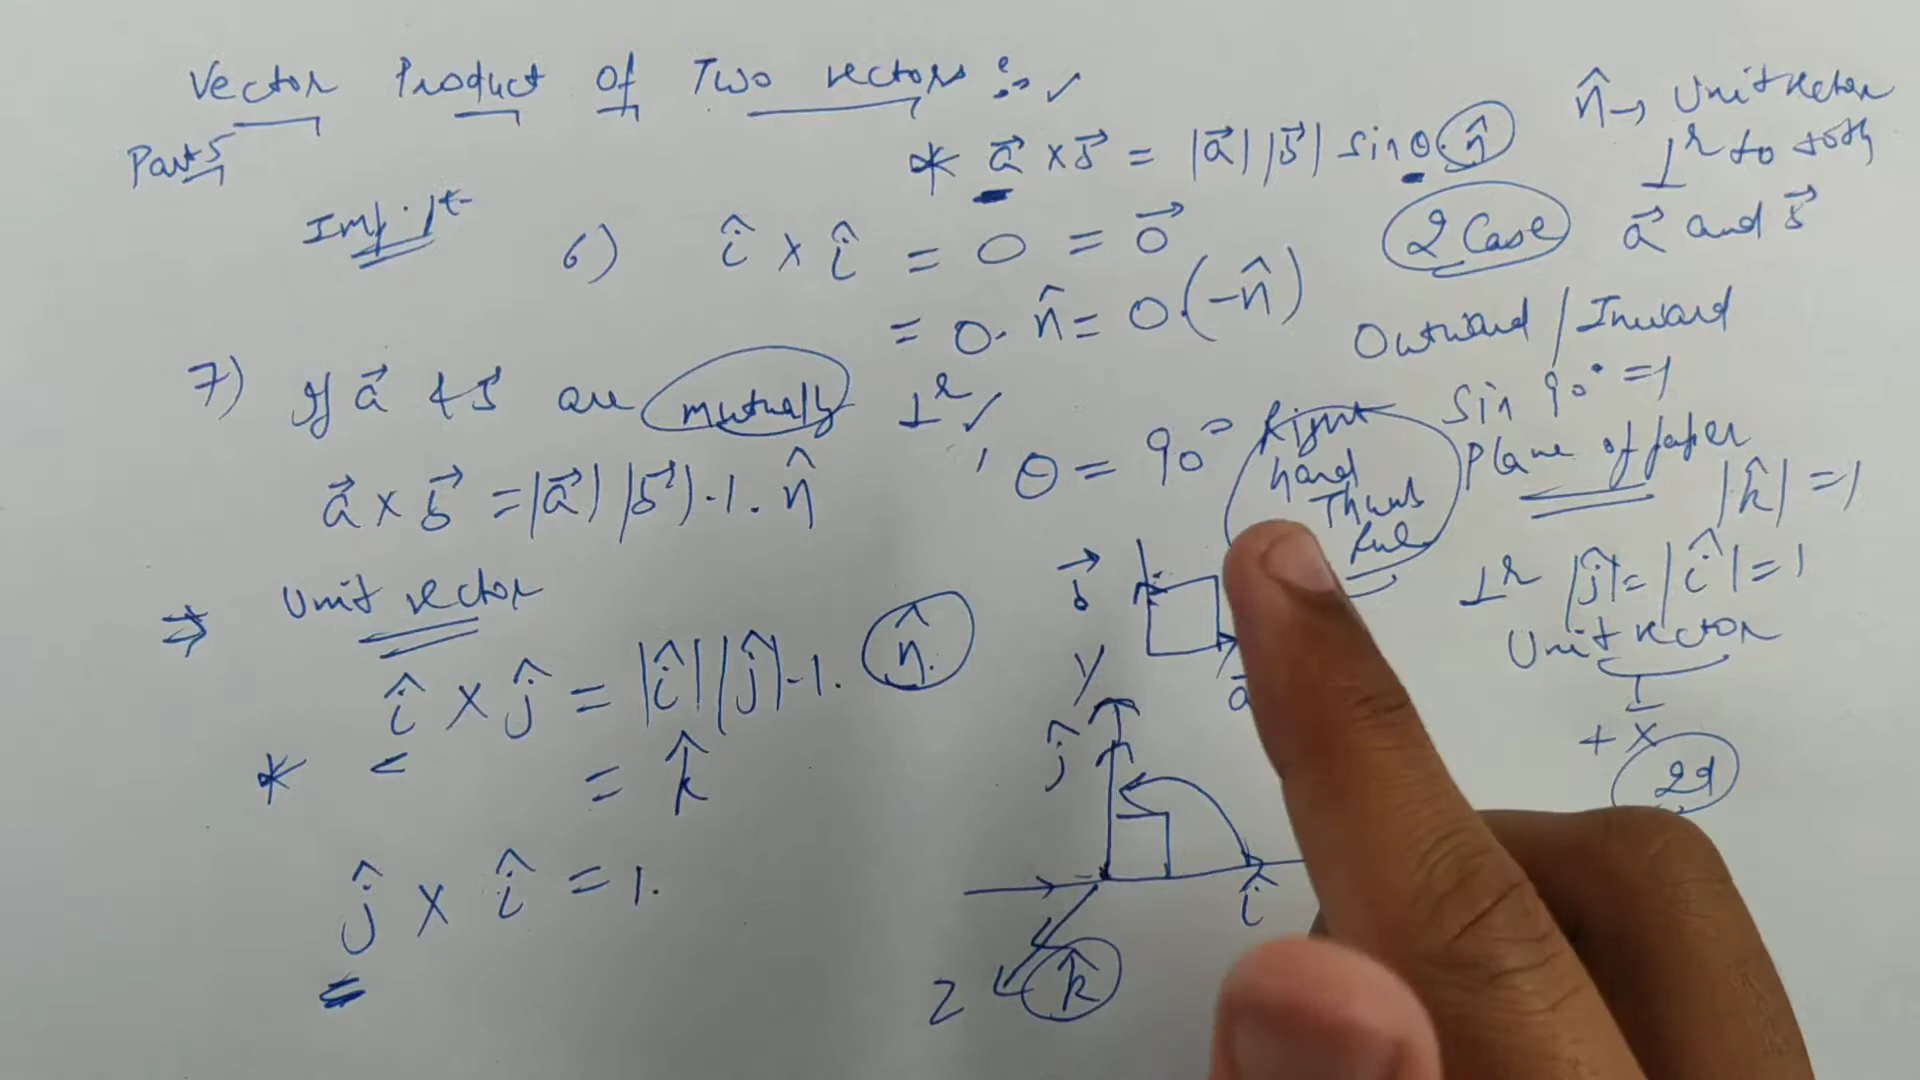 Vector Product Of Two vectors :-
Part 5
* a⃗ × b⃗ = |a⃗| |b⃗| sinθ. n̂
n̂ → Unit vector
⊥r to both
a⃗ and b⃗
Imp. pt
6) î × î = 0 = 0⃗
= 0. n̂ = 0.(-n̂)
2 Case
Outward / Inward
Plane of paper
7) If a⃗ & b⃗ are mutually ⊥r
θ = 90°
Sin 90° = 1
a⃗ × b⃗ = |a⃗| |b⃗|.1. n̂
Right
hand
Thumb
Rule
|k̂| = 1
⇒ Unit vector
b⃗
a
⊥r |ĵ| = |î| = 1
Unit vector
+x
î × ĵ = |î| |ĵ|.1. n̂
* = k̂
y
ĵ
î
z
k̂
ĵ × î = 1.